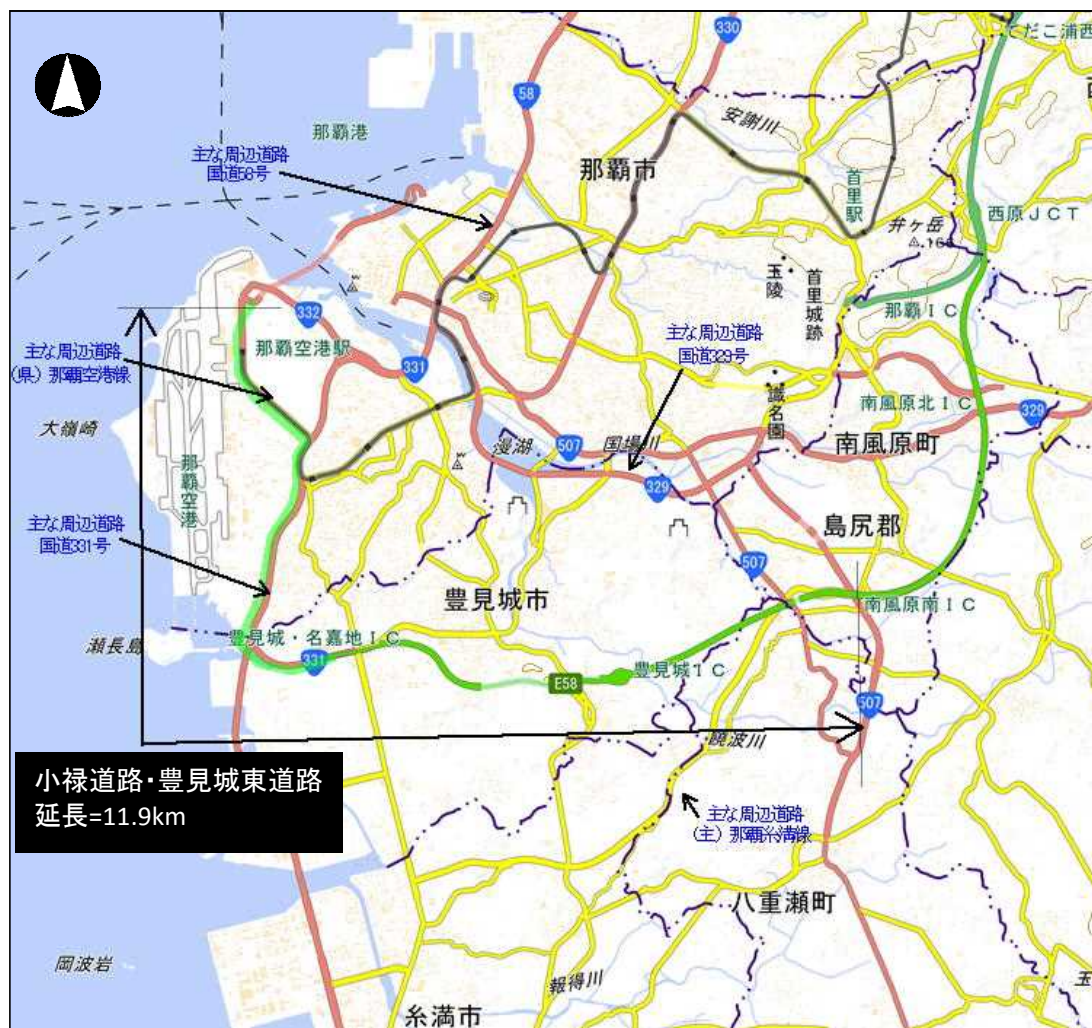 330
てだこ浦西
58
安謝川
那覇港
主な周辺道路
国道58号
那覇市
首里駅
西原JCT
弁ヶ岳
玉陵
首里城跡
332
那覇IC
那覇空港駅
主な周辺道路
国道329号
主な周辺道路
(県)那覇空港線
331
識名園
南風原北IC
329
大嶺崎
漫湖
507
国場川
南風原町
那覇空港
329
主な周辺道路
国道331号
島尻郡
507
豊見城市
南風原南IC
瀬長島
豊見城・名嘉地IC
331
豊見城IC
E58
507
饒波川
小禄道路・豊見城東道路
延長=11.9km
主な周辺道路
(主)那覇糸満線
八重瀬町
岡波岩
報得川
玉
糸満市